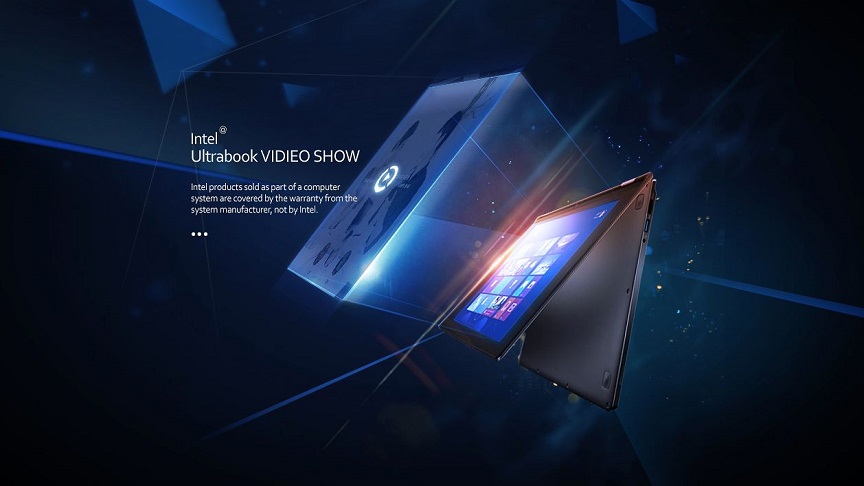 Intel@
Ultrabook VIDIEO SHOW
Intel products sold as part of a computer
system are covered by the warranty from the
system manufacturer, not by Intel.